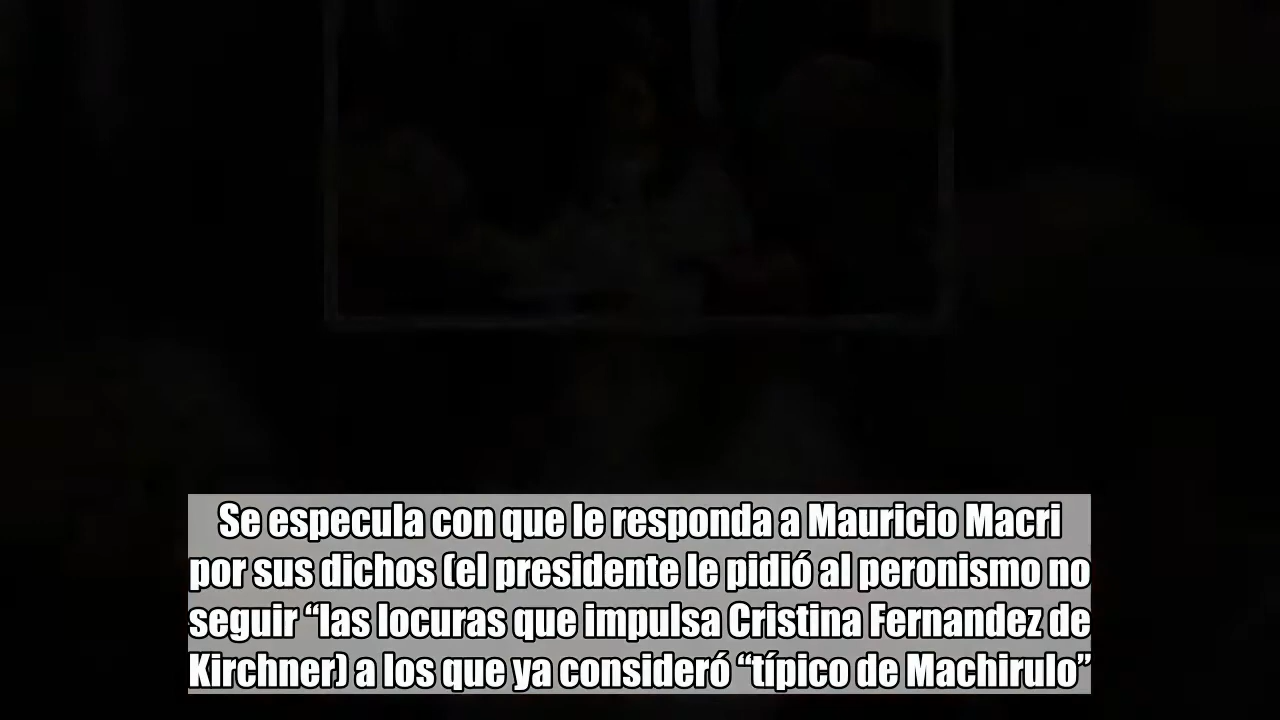 Se especula con que le responda a Mauricio Macri
por sus dichos (el presidente le pidió al peronismo no
seguir “las locuras que impulsa Cristina Fernandez de
Kirchner) a los que ya consideró “típico de Machirulo”